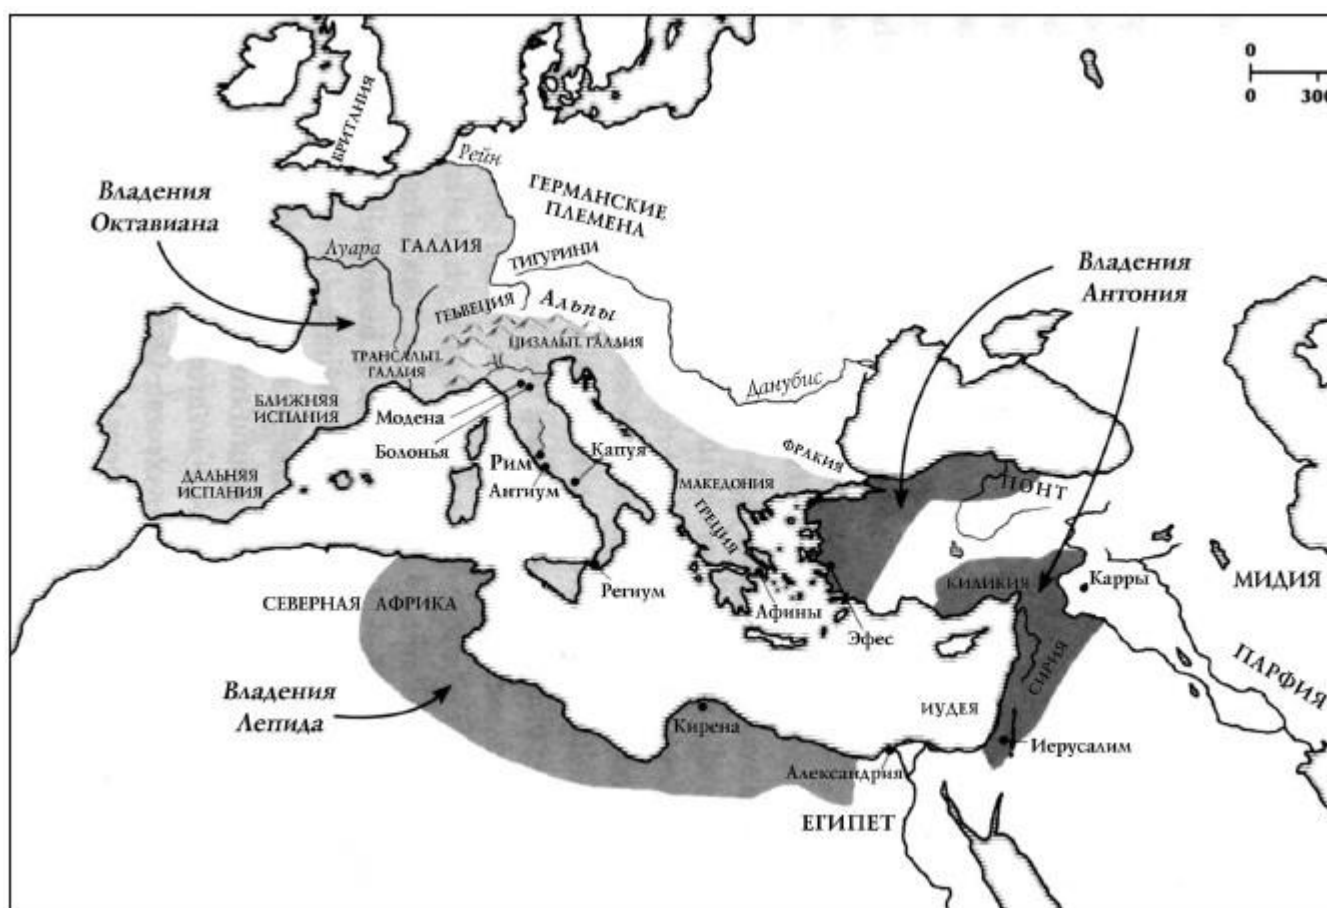 0
0
300
БРИТАНИЯ
Рейн
Владения
Октавиана
ГЕРМАНСКИЕ
ПЛЕМЕНА
Луара
ГАЛЛИЯ
ТИГУРИНИ
Владения
Антония
ГЕЬВЕЦИЯ
Альпы
ЦИЗАЛЬП. ГАЛЛИЯ
ТРАНСАЛЬП.
ГАЛЛИЯ
Данубис
БЛИЖНЯЯ
ИСПАНИЯ
Модена
Болонья
Капуя
ФРАКИЯ
Рим
Антиум
ДАЛЬНЯЯ
ИСПАНИЯ
МАКЕДОНИЯ
ПОНТ
ГРЕЦИЯ
Региум
Афины
Эфес
КИЛИКИЯ
Карры
МИДИЯ
СЕВЕРНАЯ АФРИКА
Владения
Лепида
СИРИЯ
ПАРФИЯ
ИУДЕЯ
Кирена
Иерусалим
Александрия
ЕГИПЕТ